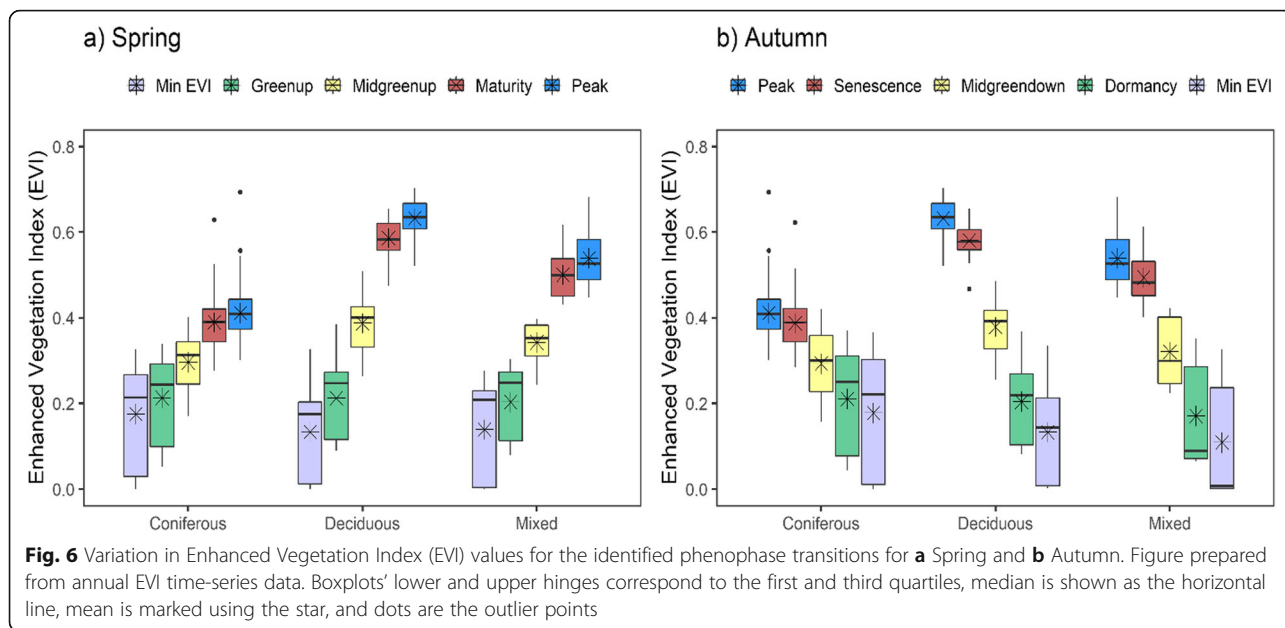 a) Spring
Min EVI Greenup Midgreenup Maturity Peak
Enhanced Vegetation Index (EVI)
0.8
0.6
0.4
0.2
0.0
Coniferous Deciduous Mixed
b) Autumn
Peak Senescence Midgreendown Dormancy Min EVI
Enhanced Vegetation Index (EVI)
0.8
0.6
0.4
0.2
0.0
Coniferous Deciduous Mixed
Fig. 6 Variation in Enhanced Vegetation Index (EVI) values for the identified phenophase transitions for a Spring and b Autumn. Figure prepared
from annual EVI time-series data. Boxplots’ lower and upper hinges correspond to the first and third quartiles, median is shown as the horizontal
line, mean is marked using the star, and dots are the outlier points